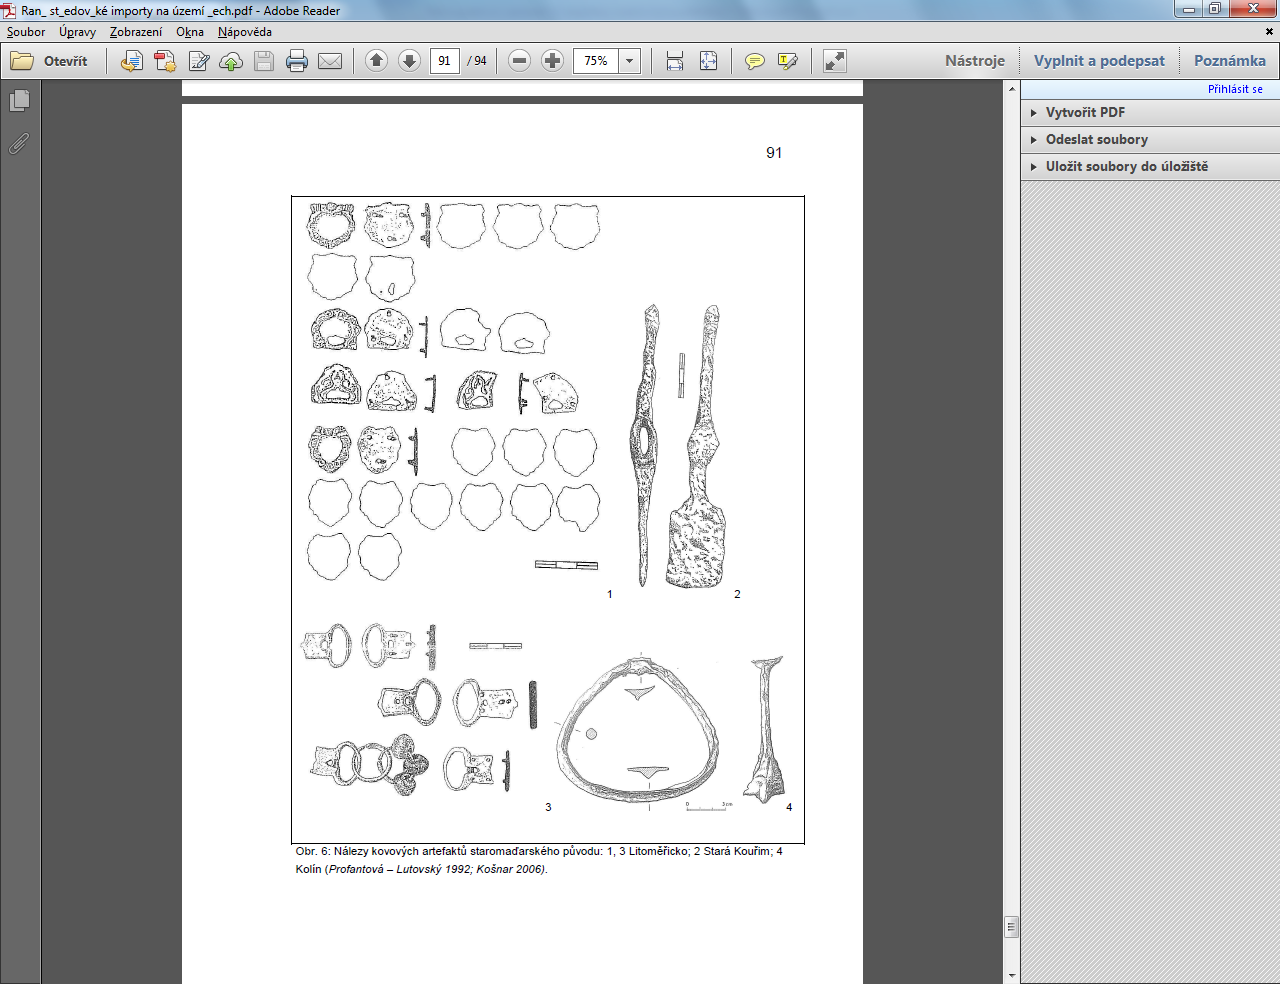 Ran_ st_edov_ké importy na území _ech.pdf - Adobe Reader
Soubor Úpravy Zobrazení Okna Nápověda
Otevřít 91 / 94 75% Nástroje Vyplnit a podepsat Poznámka
Přihlásit se
Vytvořit PDF
Odeslat soubory
Uložit soubory do úložiště
91
1 2
0 3 cm
3 4
Obr. 6: Nálezy kovových artefaktů staromaďarského původu: 1, 3 Litoměřicko; 2 Stará Kouřim; 4
Kolín (Profantová – Lutovský 1992; Košnar 2006).